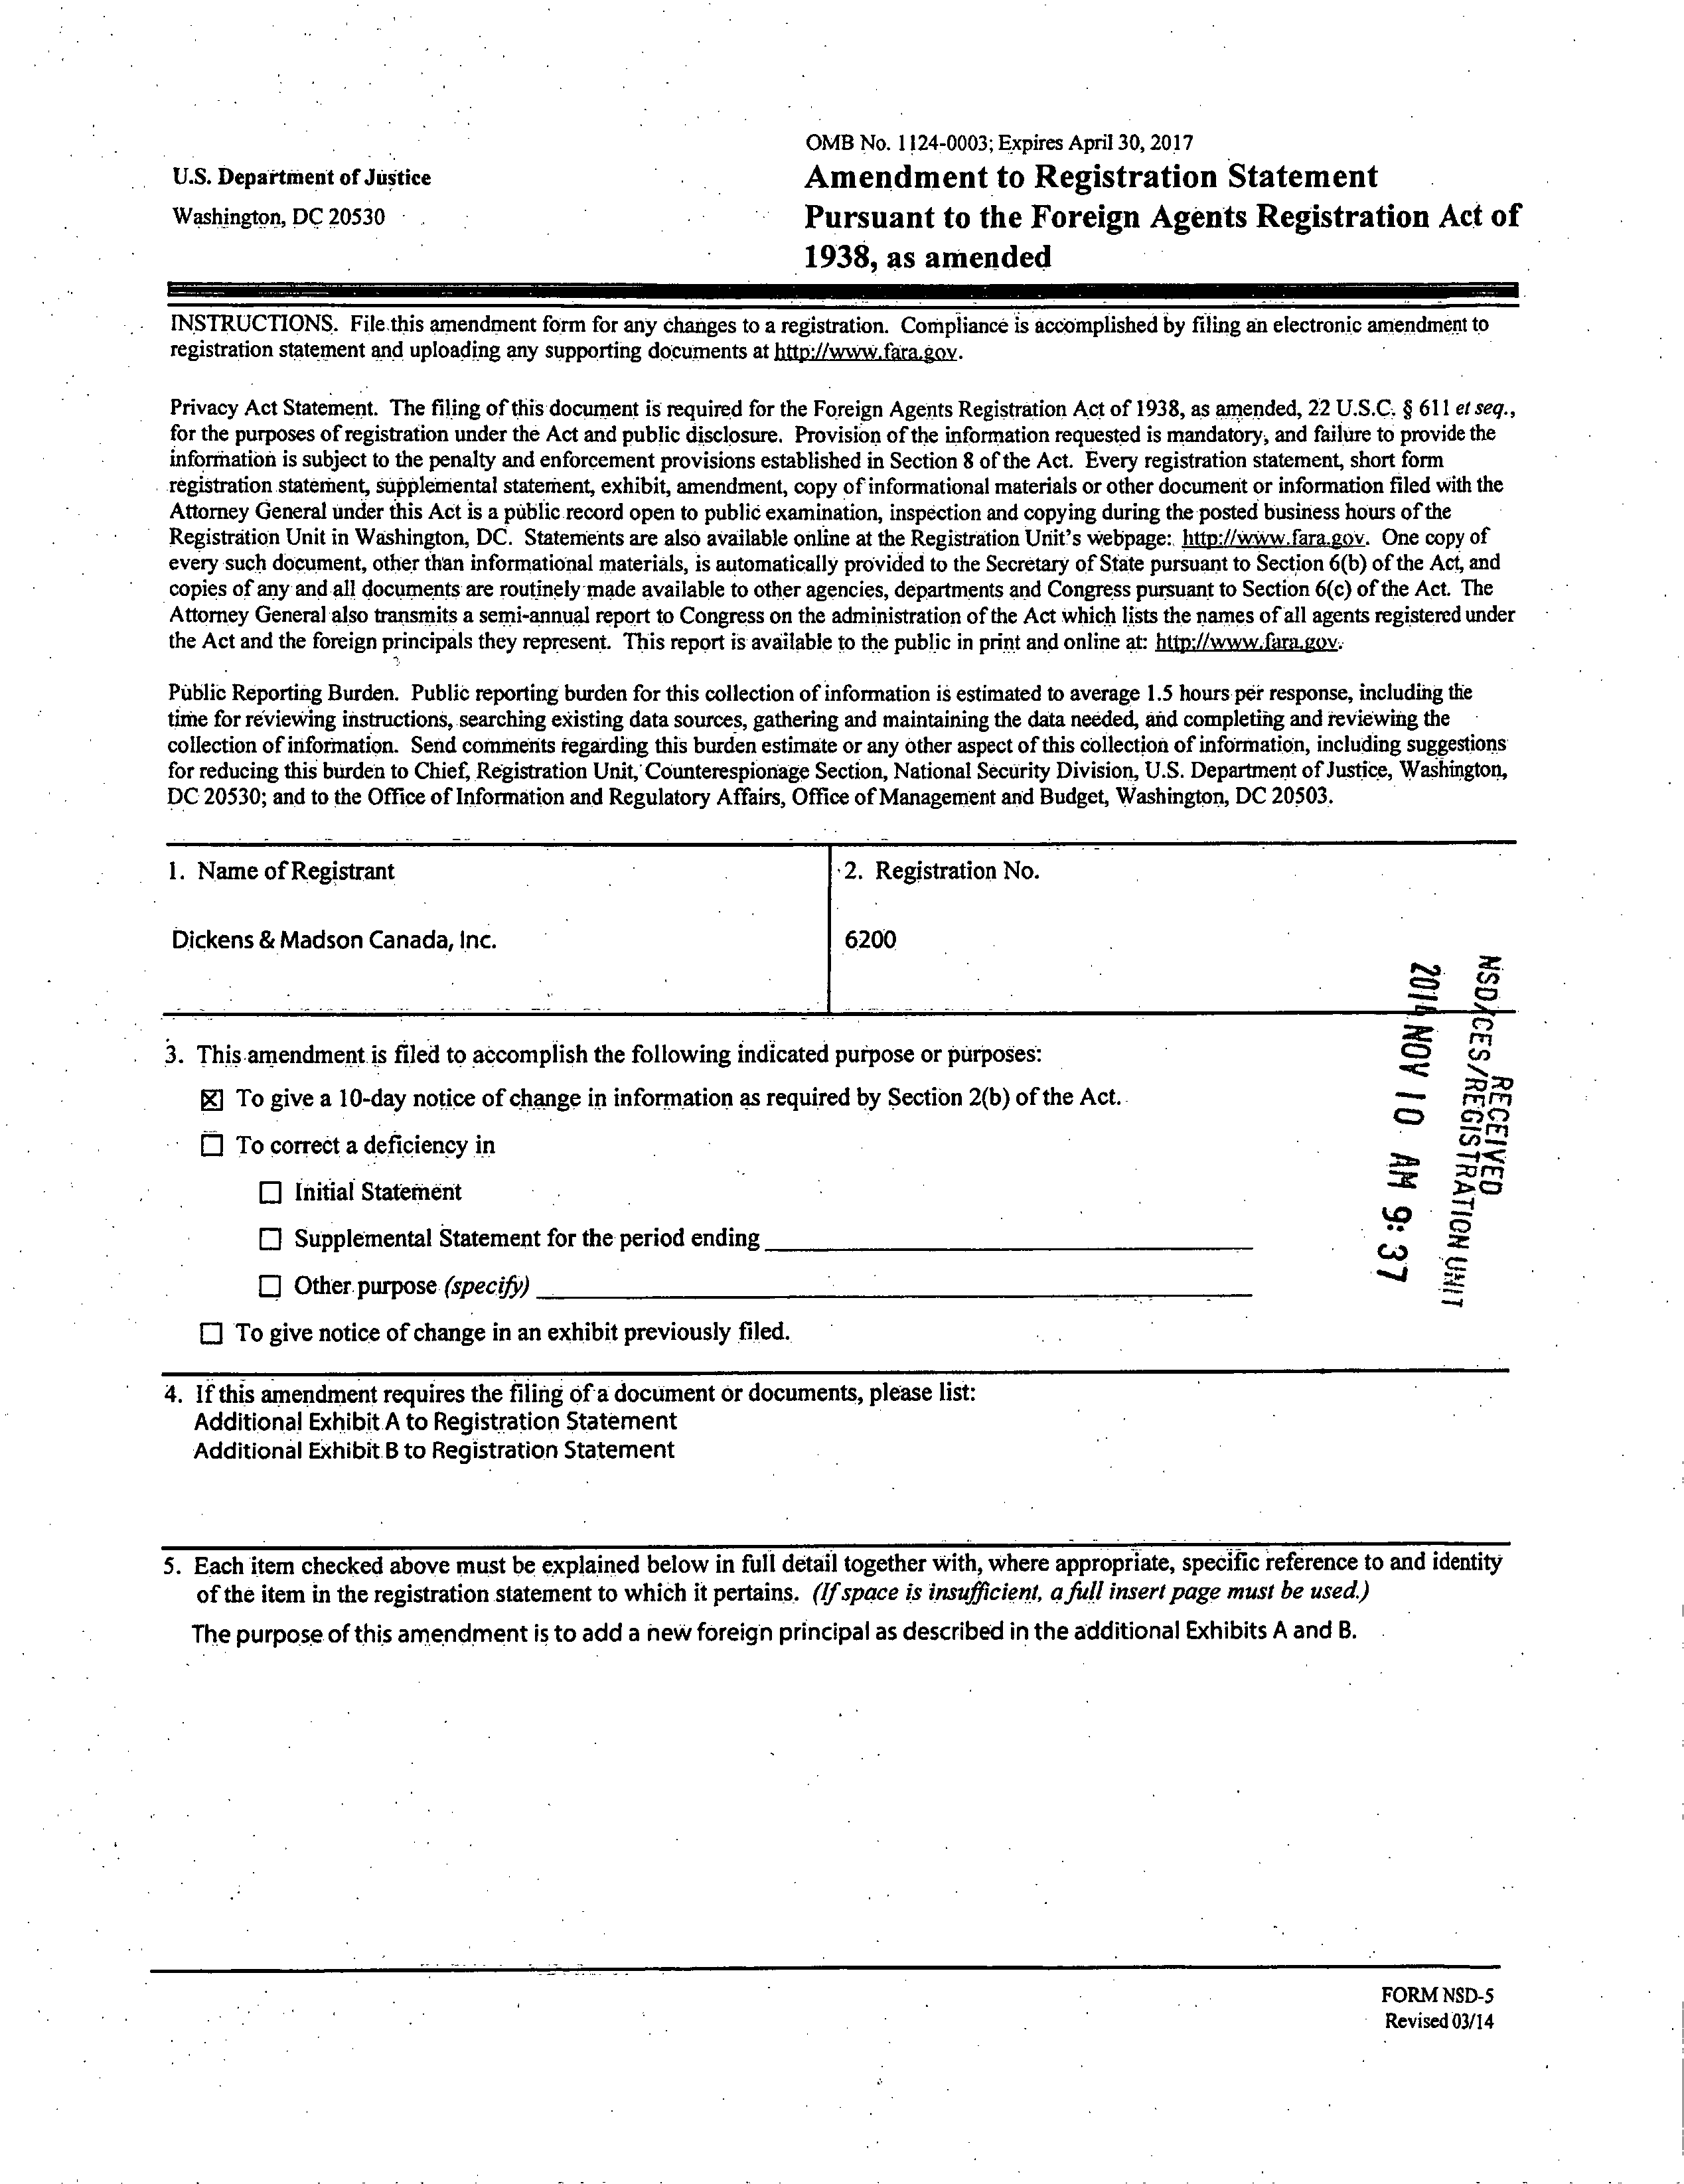 OMB No. 1124-0003; Expires April 30, 2017
U.S. Department of Justice
Washington, DC 20530
Amendment to Registration Statement
Pursuant to the Foreign Agents Registration Act of
1938, as amended
INSTRUCTIONS. File this amendment form for any changes to a registration. Compliance is accomplished by filing an electronic amendment to
registration statement and uploading any supporting documents at http://www.fara.gov.
Privacy Act Statement. The filing of this document is required for the Foreign Agents Registration Act of 1938, as amended, 22 U.S.C. § 611 et seq.,
for the purposes of registration under the Act and public disclosure. Provision of the information requested is mandatory, and failure to provide the
information is subject to the penalty and enforcement provisions established in Section 8 of the Act. Every registration statement, short form
registration statement, supplemental statement, exhibit, amendment, copy of informational materials or other document or information filed with the
Attorney General under this Act is a public record open to public examination, inspection and copying during the posted business hours of the
Registration Unit in Washington, DC. Statements are also available online at the Registration Unit's webpage: http://www.fara.gov. One copy of
every such document, other than informational materials, is automatically provided to the Secretary of State pursuant to Section 6(b) of the Act, and
copies of any and all documents are routinely made available to other agencies, departments and Congress pursuant to Section 6(c) of the Act. The
Attorney General also transmits a semi-annual report to Congress on the administration of the Act which lists the names of all agents registered under
the Act and the foreign principals they represent. This report is available to the public in print and online at: http://www.fara.gov.
Public Reporting Burden. Public reporting burden for this collection of information is estimated to average 1.5 hours per response, including the
time for reviewing instructions, searching existing data sources, gathering and maintaining the data needed, and completing and reviewing the
collection of information. Send comments regarding this burden estimate or any other aspect of this collection of information, including suggestions
for reducing this burden to Chief, Registration Unit, Counterespionage Section, National Security Division, U.S. Department of Justice, Washington,
DC 20530; and to the Office of Information and Regulatory Affairs, Office of Management and Budget, Washington, DC 20503.
1. Name of Registrant
Dickens & Madson Canada, Inc.
2. Registration No.
6200
3. This amendment is filed to accomplish the following indicated purpose or purposes:
☒ To give a 10-day notice of change in information as required by Section 2(b) of the Act.
☐ To correct a deficiency in
☐ Initial Statement
☐ Supplemental Statement for the period ending
☐ Other purpose (specify)
☐ To give notice of change in an exhibit previously filed.
RECEIVED
NSD/CES/REGISTRATION UNIT
2014 NOV 10 AM 9:37
4. If this amendment requires the filing of a document or documents, please list:
Additional Exhibit A to Registration Statement
Additional Exhibit B to Registration Statement
5. Each item checked above must be explained below in full detail together with, where appropriate, specific reference to and identity
of the item in the registration statement to which it pertains. (If space is insufficient, a full insert page must be used.)
The purpose of this amendment is to add a new foreign principal as described in the additional Exhibits A and B.
FORM NSD-5
Revised 03/14